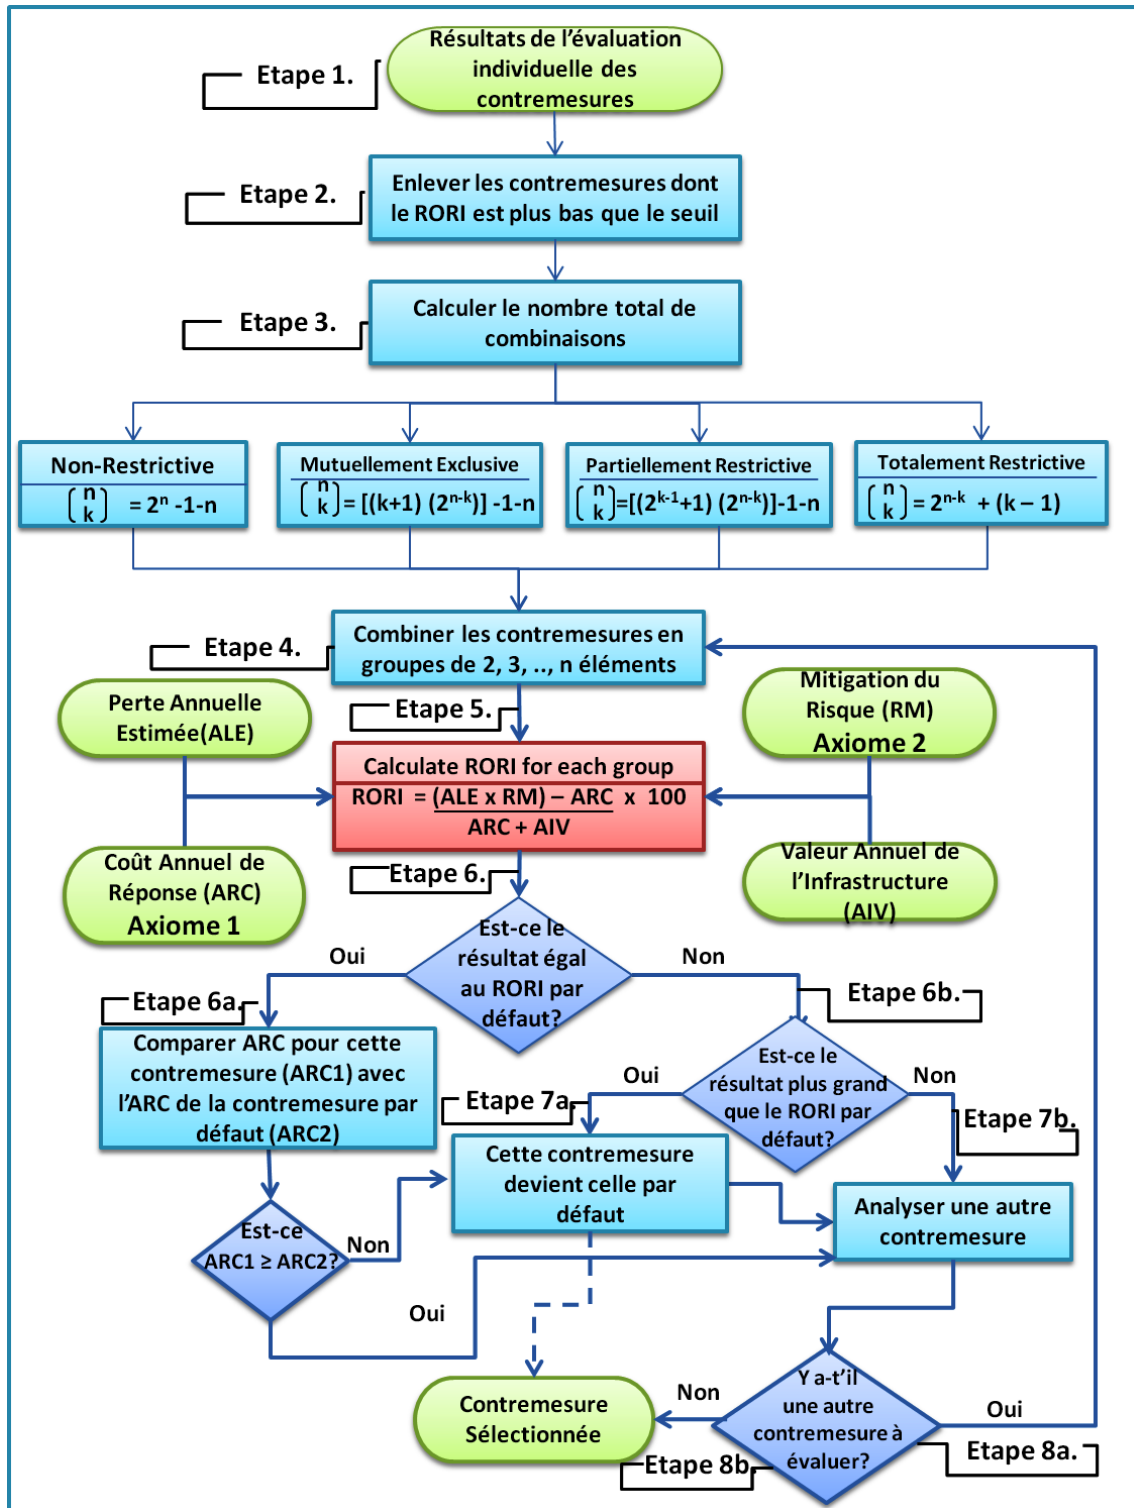 Résultats de l'évaluation
individuelle des
contremesures
Etape 1.
Enlever les contremesures dont
le RORI est plus bas que le seuil
Etape 2.
Calculer le nombre total de
combinaisons
Etape 3.
Non-Restrictive
(n k) = 2^n -1-n
Mutuellement Exclusive
(n k) = [(k+1) (2^n-k)] -1-n
Partiellement Restrictive
(n k) =[(2^k-1+1) (2^n-k)]-1-n
Totalement Restrictive
(n k) = 2^n-k + (k – 1)
Combiner les contremesures en
groupes de 2, 3, .., n éléments
Etape 4.
Etape 5.
Perte Annuelle
Estimée(ALE)
Mitigation du
Risque (RM)
Axiome 2
Calculate RORI for each group
RORI = (ALE x RM) – ARC x 100
ARC + AIV
Coût Annuel de
Réponse (ARC)
Axiome 1
Valeur Annuel de
l'Infrastructure
(AIV)
Etape 6.
Est-ce le
résultat égal
au RORI par
défaut?
Oui
Non
Etape 6a.
Etape 6b.
Comparer ARC pour cette
contremesure (ARC1) avec
l'ARC de la contremesure par
défaut (ARC2)
Est-ce le
résultat plus grand
que le RORI par
défaut?
Oui
Non
Etape 7a.
Etape 7b.
Cette contremesure
devient celle par
défaut
Analyser une autre
contremesure
Est-ce
ARC1 ≥ ARC2?
Non
Oui
Y a-t'il
une autre
contremesure à
évaluer?
Non
Oui
Contremesure
Sélectionnée
Etape 8b.
Etape 8a.